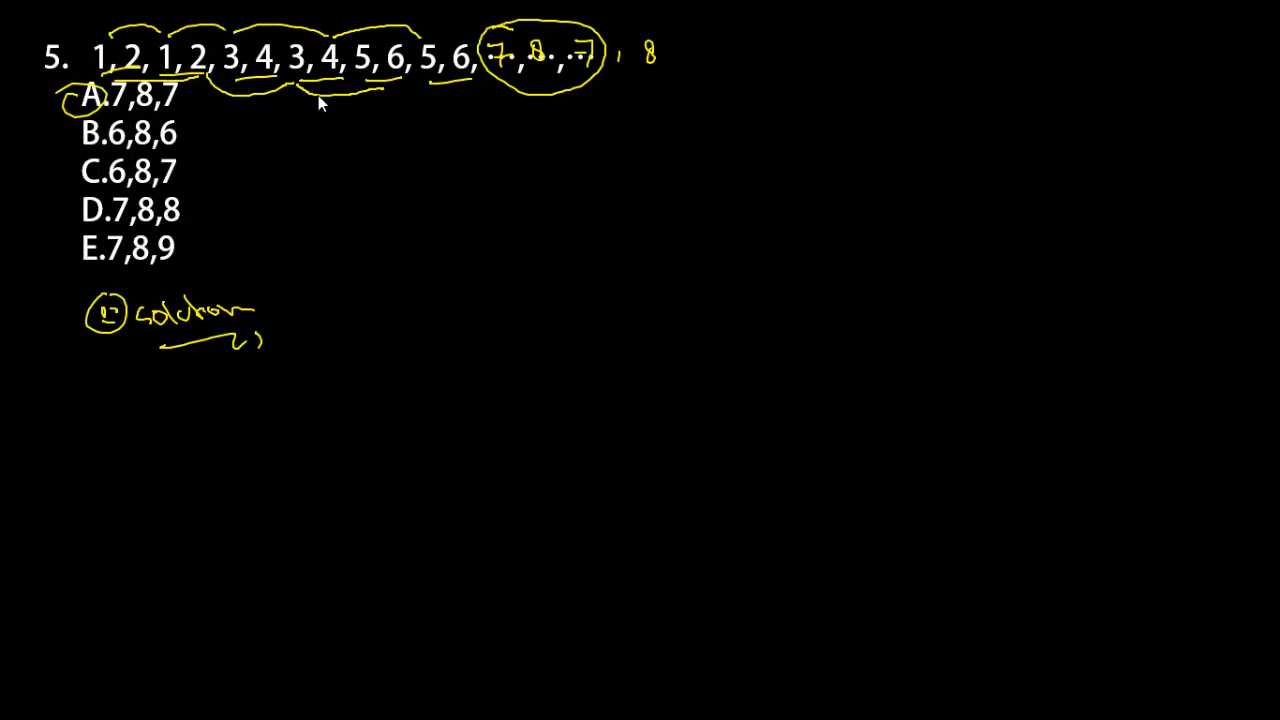 5. 1, 2, 1, 2, 3, 4, 3, 4, 5, 6, 5, 6, 7, 8, 7, 8
A.7,8,7
B.6,8,6
C.6,8,7
D.7,8,8
E.7,8,9